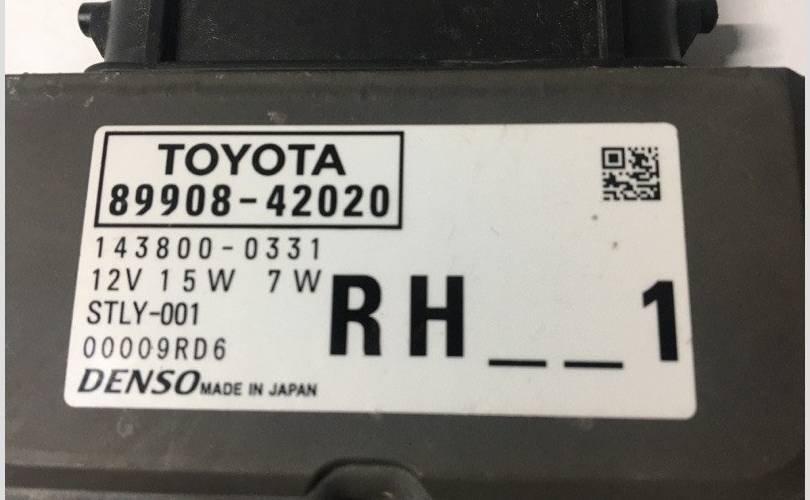 TOYOTA
89908-42020
143800-0331
12V 15W 7W
STLY-001
00009RD6
RH__1
DENSO MADE IN JAPAN